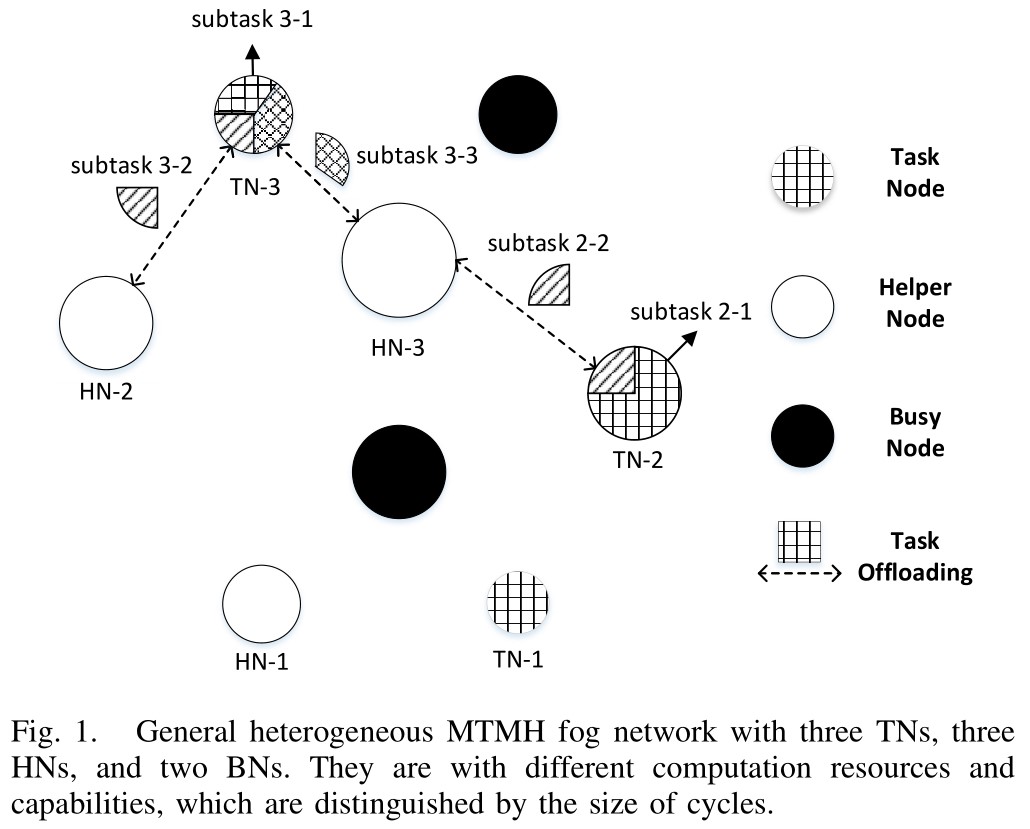 subtask 3-1
subtask 3-2
subtask 3-3
TN-3
subtask 2-2
subtask 2-1
HN-3
HN-2
TN-2
HN-1
TN-1
Task
Node
Helper
Node
Busy
Node
Task
Offloading
Fig. 1. General heterogeneous MTMH fog network with three TNs, three
HNs, and two BNs. They are with different computation resources and
capabilities, which are distinguished by the size of cycles.